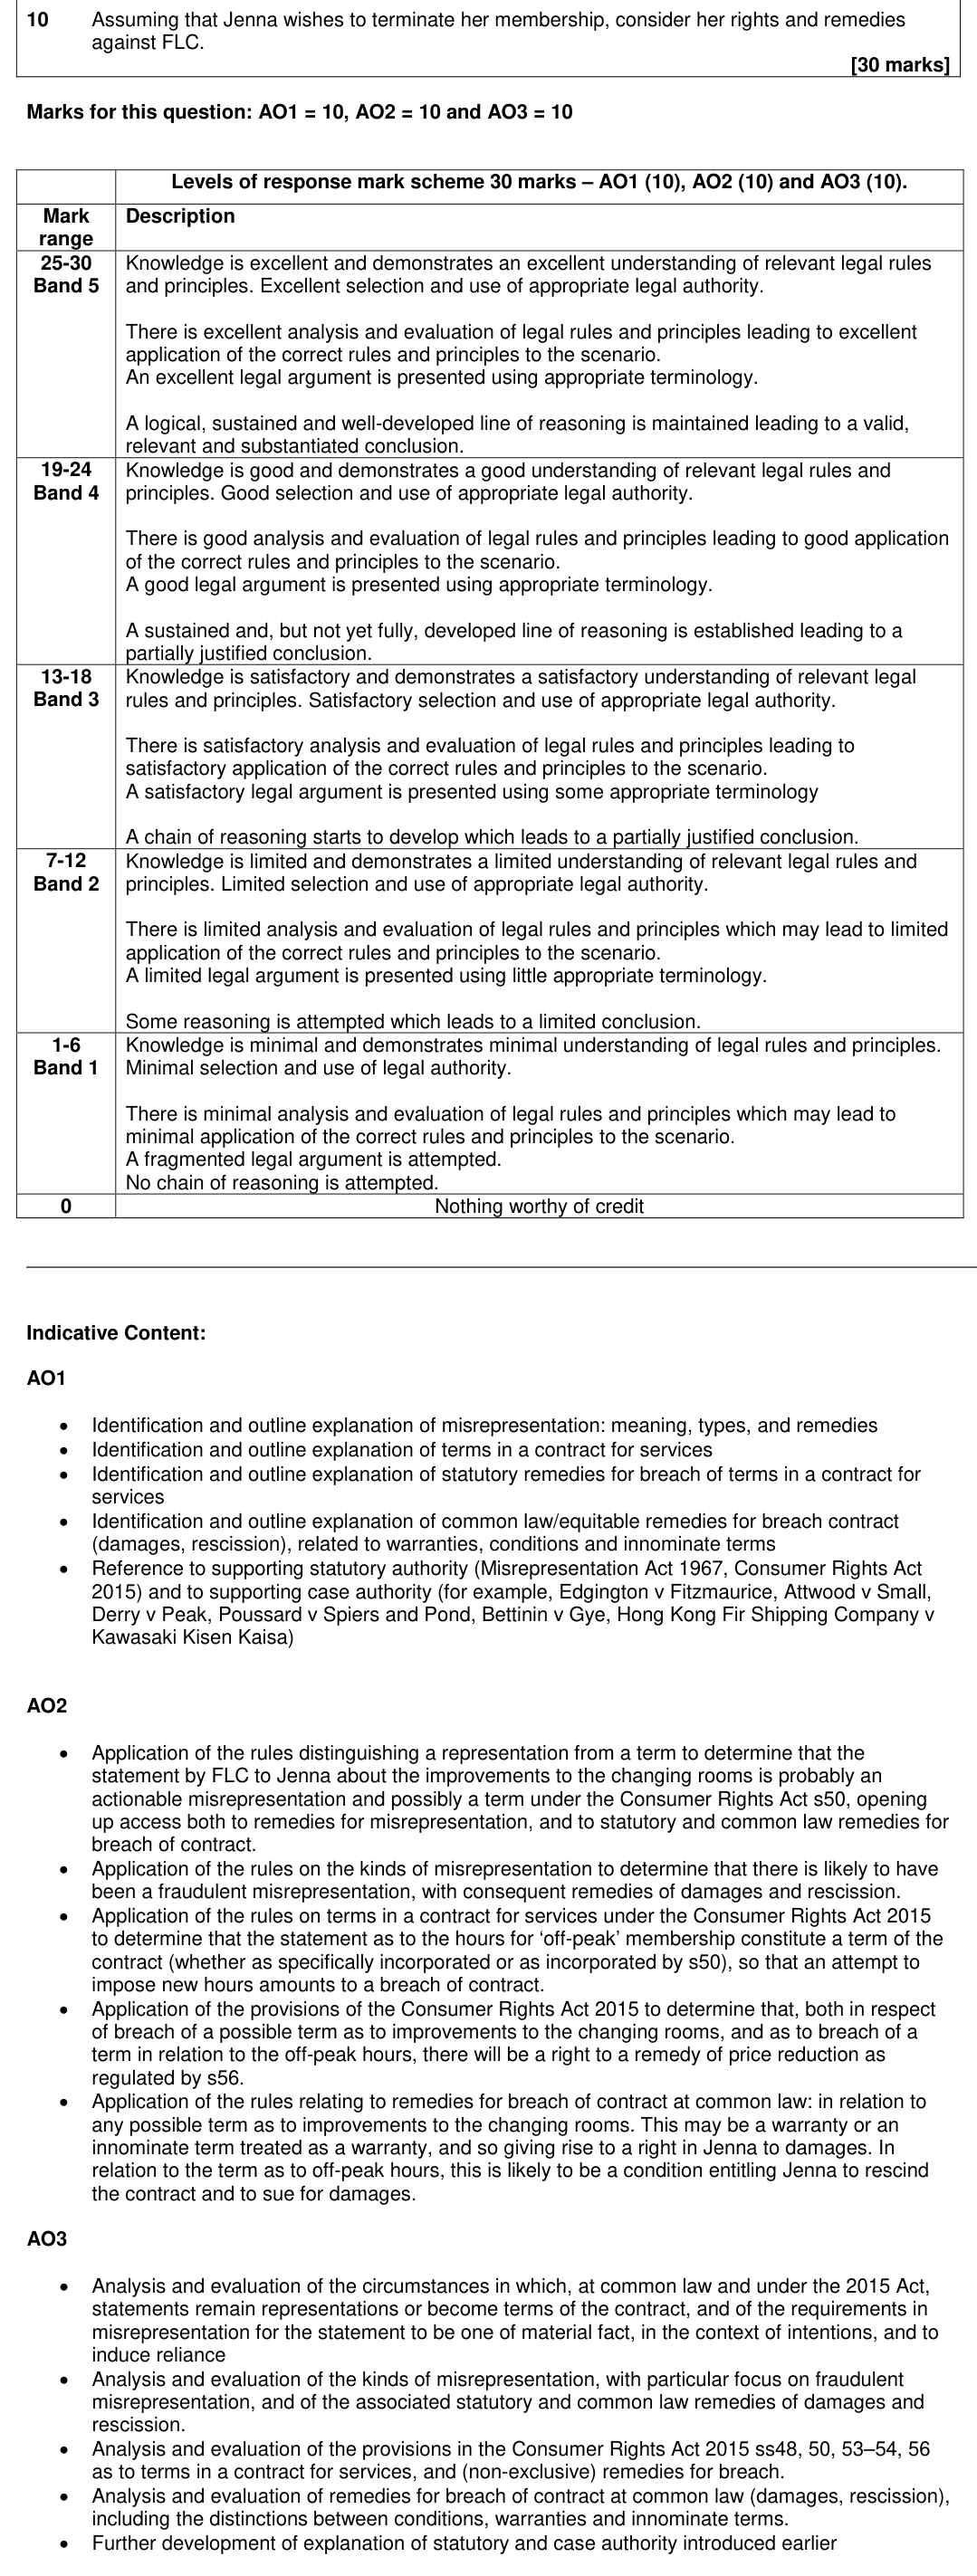 10 Assuming that Jenna wishes to terminate her membership, consider her rights and remedies
against FLC.
[30 marks]
Marks for this question: AO1 = 10, AO2 = 10 and AO3 = 10
Levels of response mark scheme 30 marks – AO1 (10), AO2 (10) and AO3 (10).
Mark
range
Description
25-30
Band 5
Knowledge is excellent and demonstrates an excellent understanding of relevant legal rules
and principles. Excellent selection and use of appropriate legal authority.
There is excellent analysis and evaluation of legal rules and principles leading to excellent
application of the correct rules and principles to the scenario.
An excellent legal argument is presented using appropriate terminology.
A logical, sustained and well-developed line of reasoning is maintained leading to a valid,
relevant and substantiated conclusion.
19-24
Band 4
Knowledge is good and demonstrates a good understanding of relevant legal rules and
principles. Good selection and use of appropriate legal authority.
There is good analysis and evaluation of legal rules and principles leading to good application
of the correct rules and principles to the scenario.
A good legal argument is presented using appropriate terminology.
A sustained and, but not yet fully, developed line of reasoning is established leading to a
partially justified conclusion.
13-18
Band 3
Knowledge is satisfactory and demonstrates a satisfactory understanding of relevant legal
rules and principles. Satisfactory selection and use of appropriate legal authority.
There is satisfactory analysis and evaluation of legal rules and principles leading to
satisfactory application of the correct rules and principles to the scenario.
A satisfactory legal argument is presented using some appropriate terminology
A chain of reasoning starts to develop which leads to a partially justified conclusion.
7-12
Band 2
Knowledge is limited and demonstrates a limited understanding of relevant legal rules and
principles. Limited selection and use of appropriate legal authority.
There is limited analysis and evaluation of legal rules and principles which may lead to limited
application of the correct rules and principles to the scenario.
A limited legal argument is presented using little appropriate terminology.
Some reasoning is attempted which leads to a limited conclusion.
1-6
Band 1
Knowledge is minimal and demonstrates minimal understanding of legal rules and principles.
Minimal selection and use of legal authority.
There is minimal analysis and evaluation of legal rules and principles which may lead to
minimal application of the correct rules and principles to the scenario.
A fragmented legal argument is attempted.
No chain of reasoning is attempted.
0
Nothing worthy of credit
Indicative Content:
AO1
• Identification and outline explanation of misrepresentation: meaning, types, and remedies
• Identification and outline explanation of terms in a contract for services
• Identification and outline explanation of statutory remedies for breach of terms in a contract for
services
• Identification and outline explanation of common law/equitable remedies for breach contract
(damages, rescission), related to warranties, conditions and innominate terms
• Reference to supporting statutory authority (Misrepresentation Act 1967, Consumer Rights Act
2015) and to supporting case authority (for example, Edgington v Fitzmaurice, Attwood v Small,
Derry v Peak, Poussard v Spiers and Pond, Bettinin v Gye, Hong Kong Fir Shipping Company v
Kawasaki Kisen Kaisa)
AO2
• Application of the rules distinguishing a representation from a term to determine that the
statement by FLC to Jenna about the improvements to the changing rooms is probably an
actionable misrepresentation and possibly a term under the Consumer Rights Act s50, opening
up access both to remedies for misrepresentation, and to statutory and common law remedies for
breach of contract.
• Application of the rules on the kinds of misrepresentation to determine that there is likely to have
been a fraudulent misrepresentation, with consequent remedies of damages and rescission.
• Application of the rules on terms in a contract for services under the Consumer Rights Act 2015
to determine that the statement as to the hours for ‘off-peak’ membership constitute a term of the
contract (whether as specifically incorporated or as incorporated by s50), so that an attempt to
impose new hours amounts to a breach of contract.
• Application of the provisions of the Consumer Rights Act 2015 to determine that, both in respect
of breach of a possible term as to improvements to the changing rooms, and as to breach of a
term in relation to the off-peak hours, there will be a right to a remedy of price reduction as
regulated by s56.
• Application of the rules relating to remedies for breach of contract at common law: in relation to
any possible term as to improvements to the changing rooms. This may be a warranty or an
innominate term treated as a warranty, and so giving rise to a right in Jenna to damages. In
relation to the term as to off-peak hours, this is likely to be a condition entitling Jenna to rescind
the contract and to sue for damages.
AO3
• Analysis and evaluation of the circumstances in which, at common law and under the 2015 Act,
statements remain representations or become terms of the contract, and of the requirements in
misrepresentation for the statement to be one of material fact, in the context of intentions, and to
induce reliance
• Analysis and evaluation of the kinds of misrepresentation, with particular focus on fraudulent
misrepresentation, and of the associated statutory and common law remedies of damages and
rescission.
• Analysis and evaluation of the provisions in the Consumer Rights Act 2015 ss48, 50, 53–54, 56
as to terms in a contract for services, and (non-exclusive) remedies for breach.
• Analysis and evaluation of remedies for breach of contract at common law (damages, rescission),
including the distinctions between conditions, warranties and innominate terms.
• Further development of explanation of statutory and case authority introduced earlier